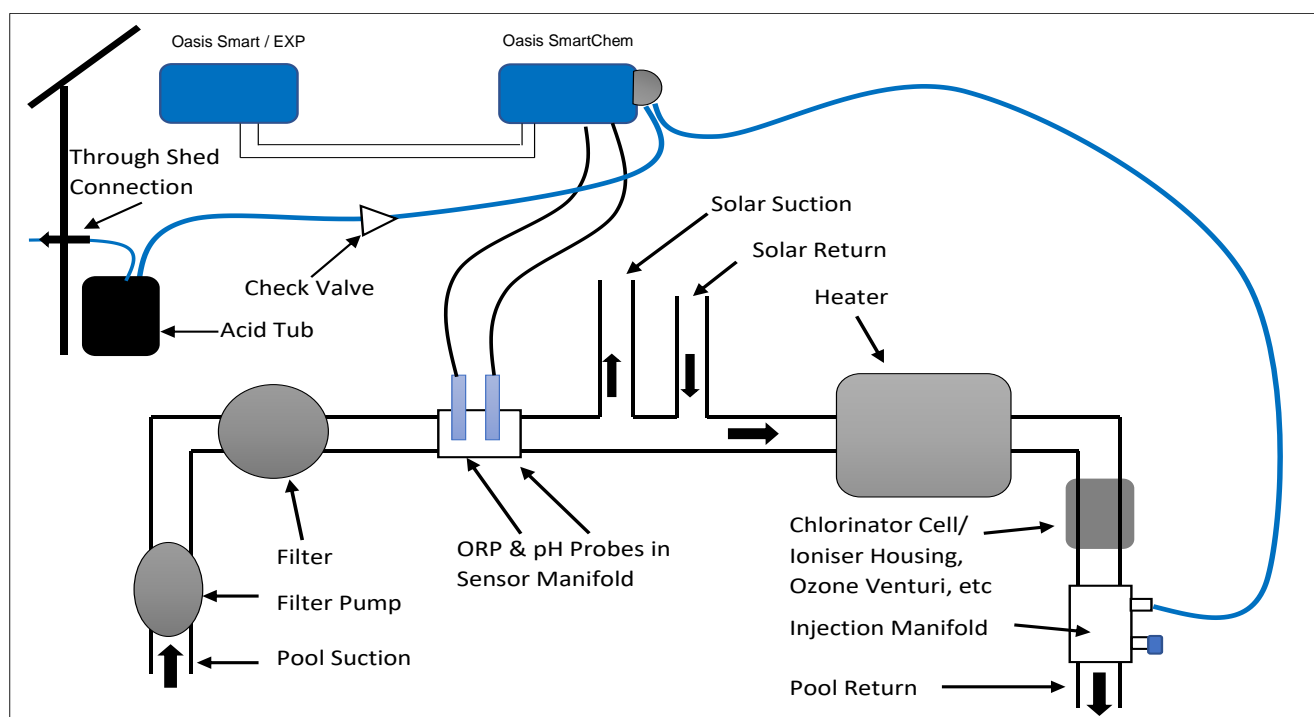 Oasis Smart / EXP
Oasis SmartChem
Through Shed
Connection
Solar Suction
Solar Return
Check Valve
Heater
Acid Tub
Filter
ORP & pH Probes in
Sensor Manifold
Chlorinator Cell/
Ioniser Housing,
Ozone Venturi, etc
Filter Pump
Injection Manifold
Pool Suction
Pool Return